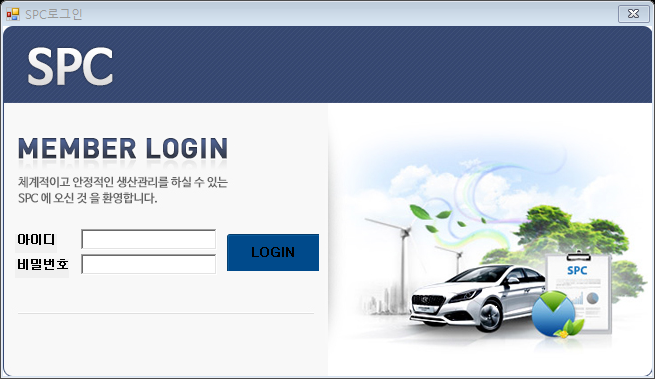 SPC로그인
SPC
MEMBER LOGIN
체계적이고 안정적인 생산관리를 하실 수 있는
SPC 에 오신 것 을 환영합니다.
아이디
비밀번호
LOGIN
SPC